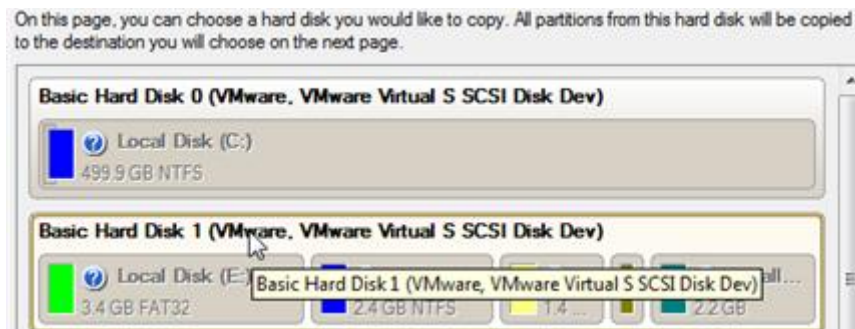 On this page, you can choose a hard disk you would like to copy. All partitions from this hard disk will be copied
to the destination you will choose on the next page.
Basic Hard Disk 0 (VMware, VMware Virtual S SCSI Disk Dev)
Local Disk (C:)
499.9 GB NTFS
Basic Hard Disk 1 (VMware, VMware Virtual S SCSI Disk Dev)
Local Disk (E:)
Basic Hard Disk 1 (VMware, VMware Virtual S SCSI Disk Dev)
all...
3.4 GB FAT32
2.4 GB NTFS
1.4 ...
2.2 GB